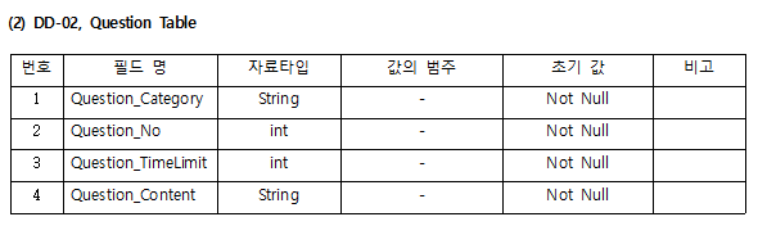 (2) DD-02, Question Table
번호 필드 명 자료타입 값의 범주 초기 값 비고
1 Question_Category String - Not Null
2 Question_No int - Not Null
3 Question_TimeLimit int - Not Null
4 Question_Content String - Not Null